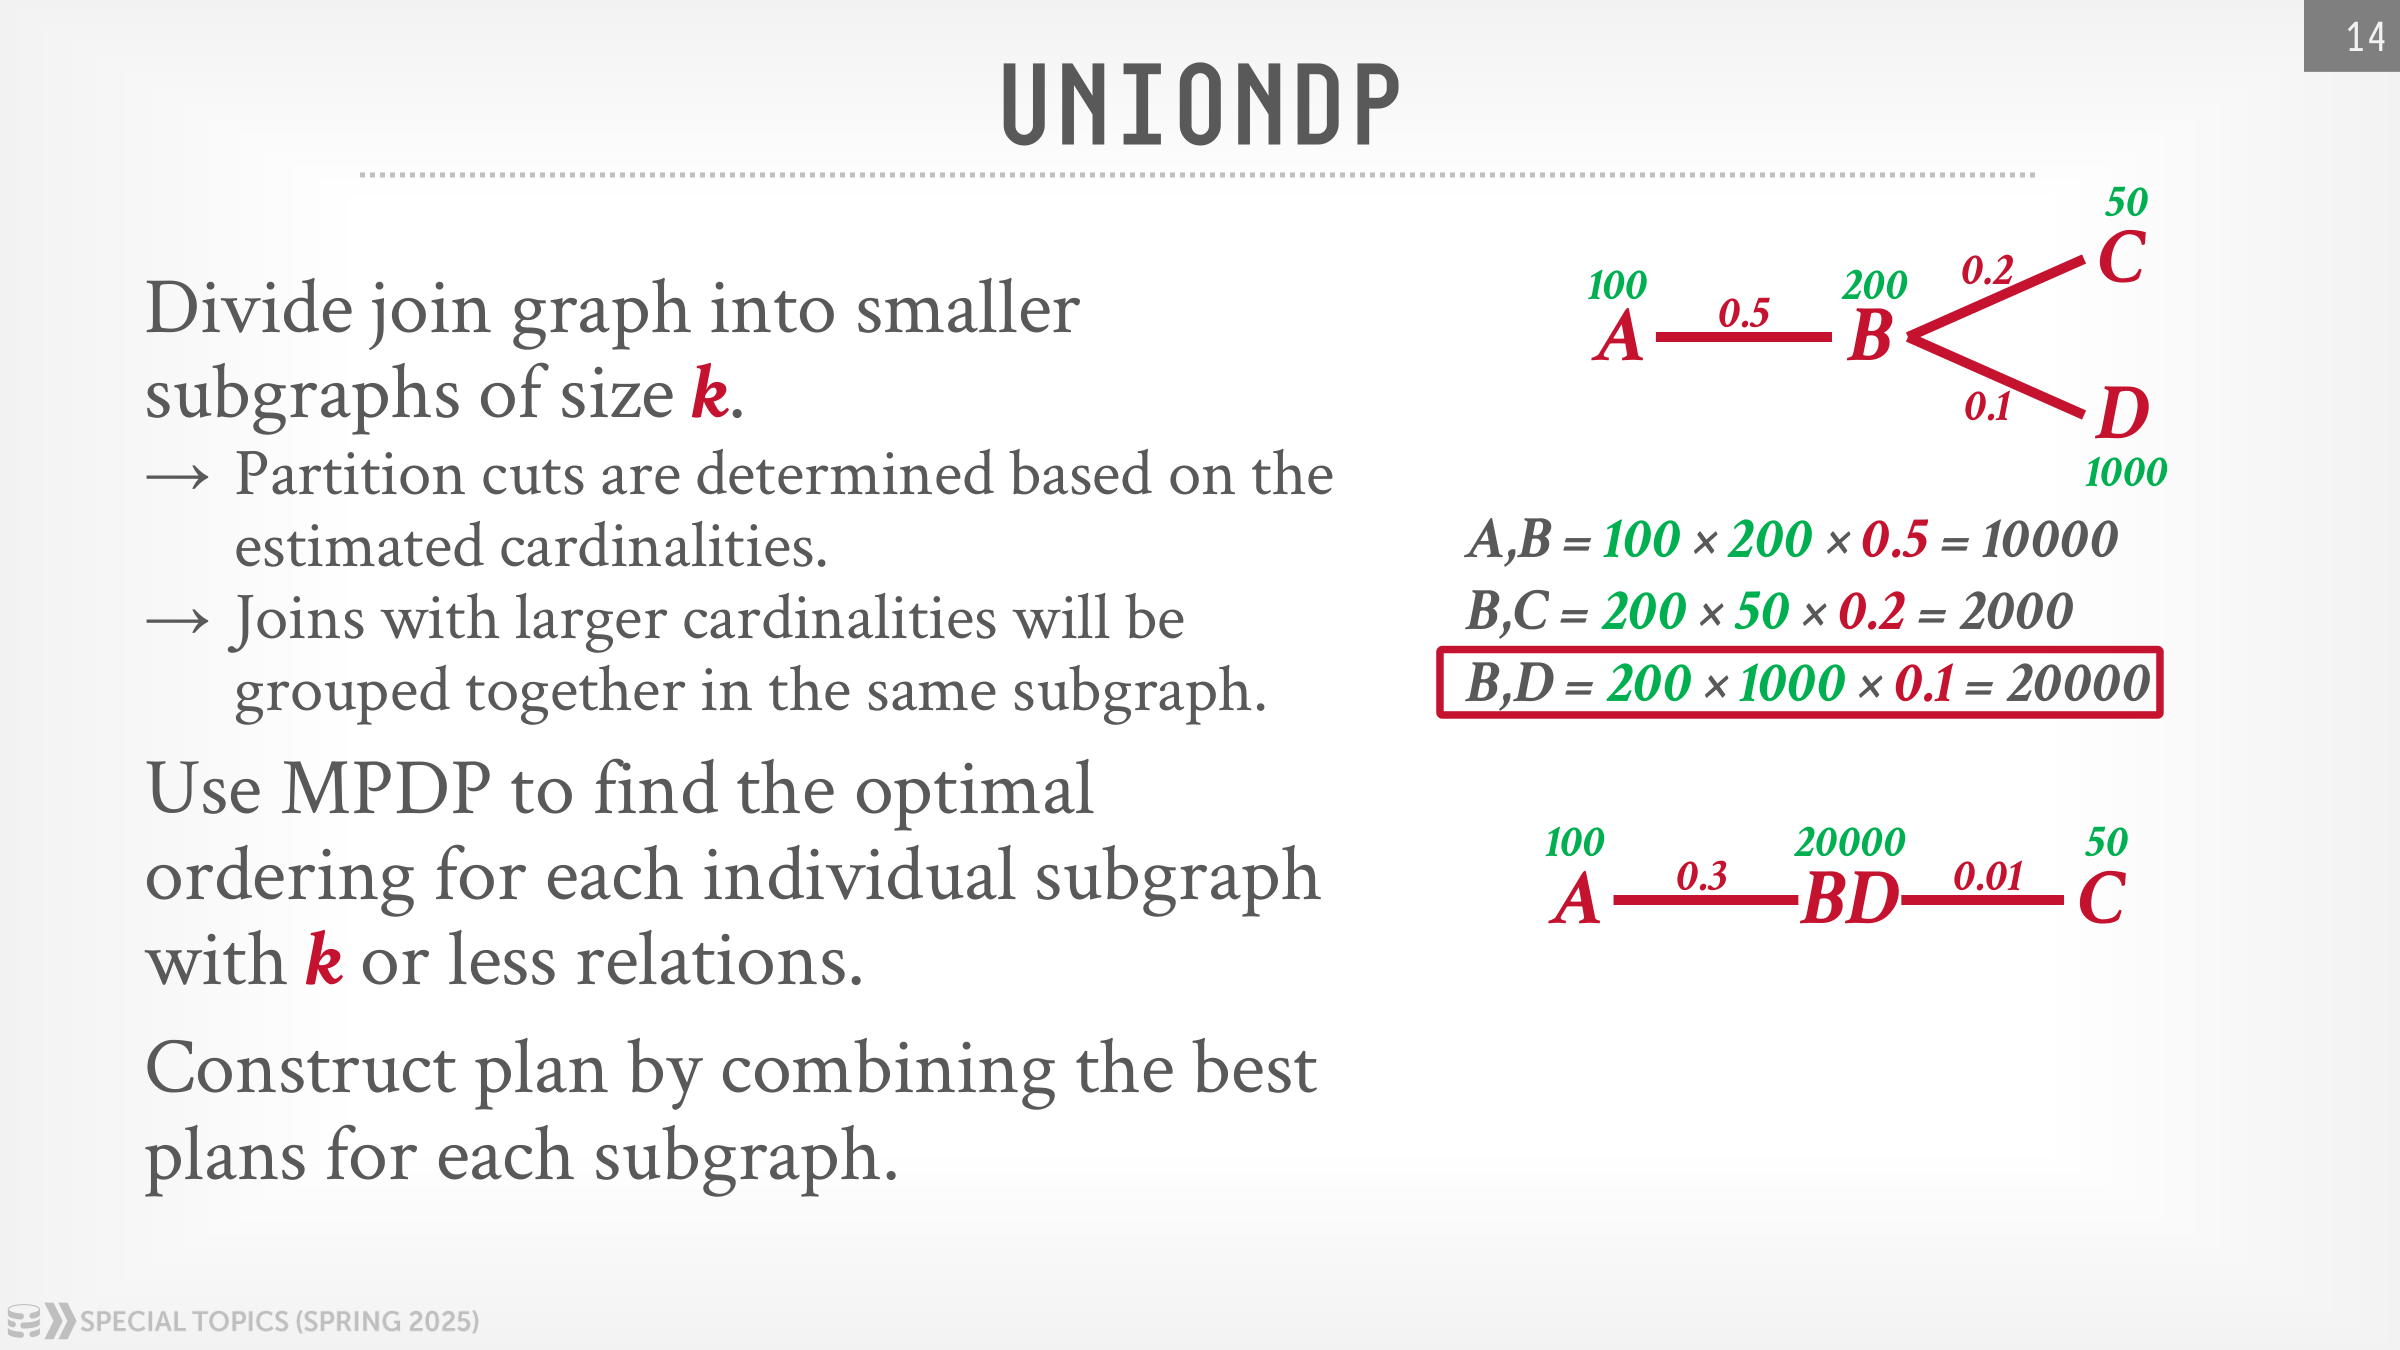 14
UNIONDP
Divide join graph into smaller
subgraphs of size k.
→ Partition cuts are determined based on the
estimated cardinalities.
→ Joins with larger cardinalities will be
grouped together in the same subgraph.
Use MPDP to find the optimal
ordering for each individual subgraph
with k or less relations.
Construct plan by combining the best
plans for each subgraph.
50
C
0.2
100
200
0.5
A
B
0.1
D
1000
A,B = 100 × 200 × 0.5 = 10000
B,C = 200 × 50 × 0.2 = 2000
B,D = 200 × 1000 × 0.1 = 20000
100 20000 50
0.3 0.01
A BD C
SPECIAL TOPICS (SPRING 2025)